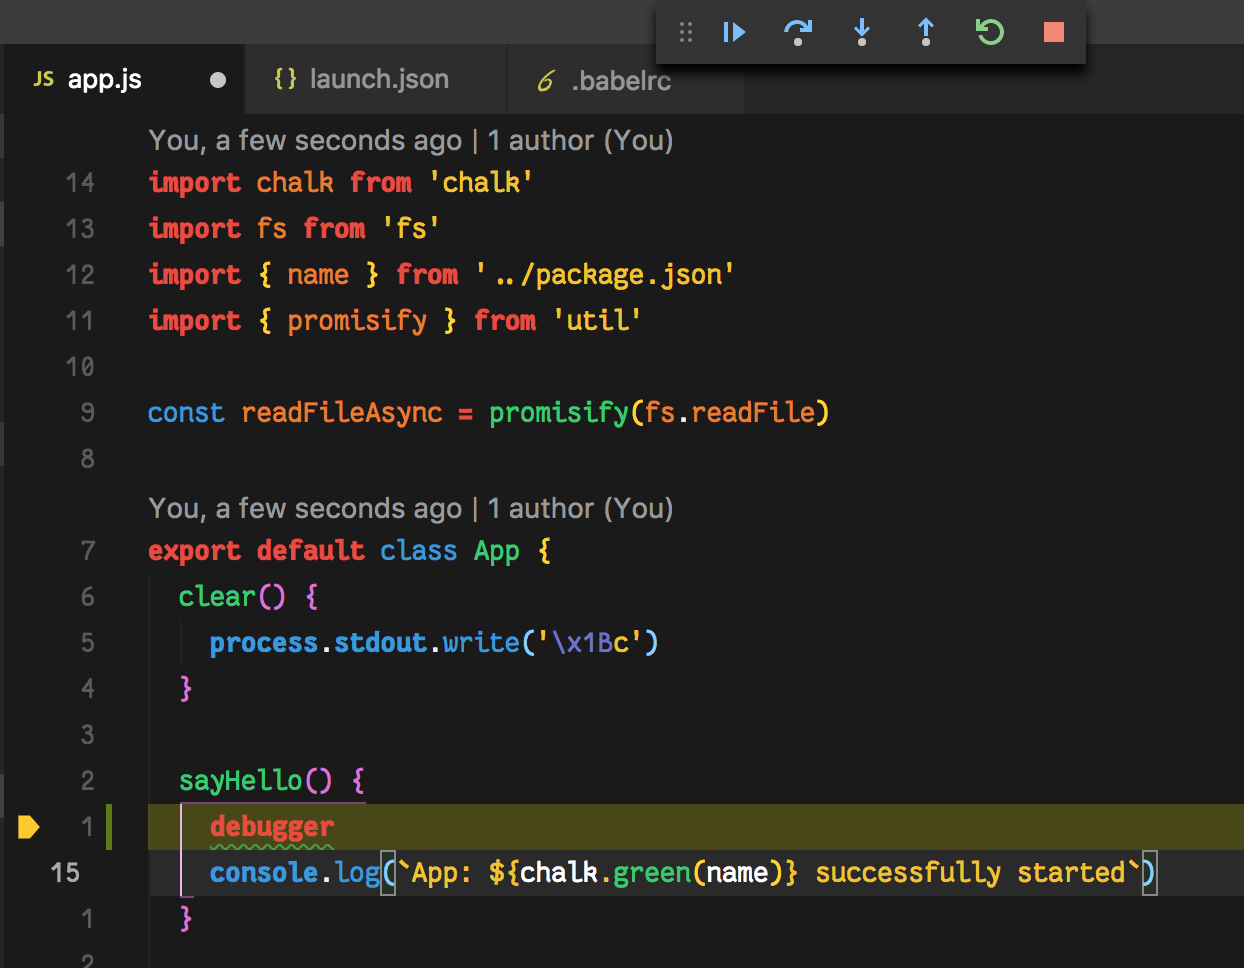 JS app.js {} launch.json 6 .babelrc
You, a few seconds ago | 1 author (You)
14 import chalk from 'chalk'
13 import fs from 'fs'
12 import { name } from '../package.json'
11 import { promisify } from 'util'
10
9 const readFileAsync = promisify(fs.readFile)
8
You, a few seconds ago | 1 author (You)
7 export default class App {
6 clear() {
5 process.stdout.write('\x1Bc')
4 }
3
2 sayHello() {
1 debugger
15 console.log(`App: ${chalk.green(name)} successfully started`)
1 }
2